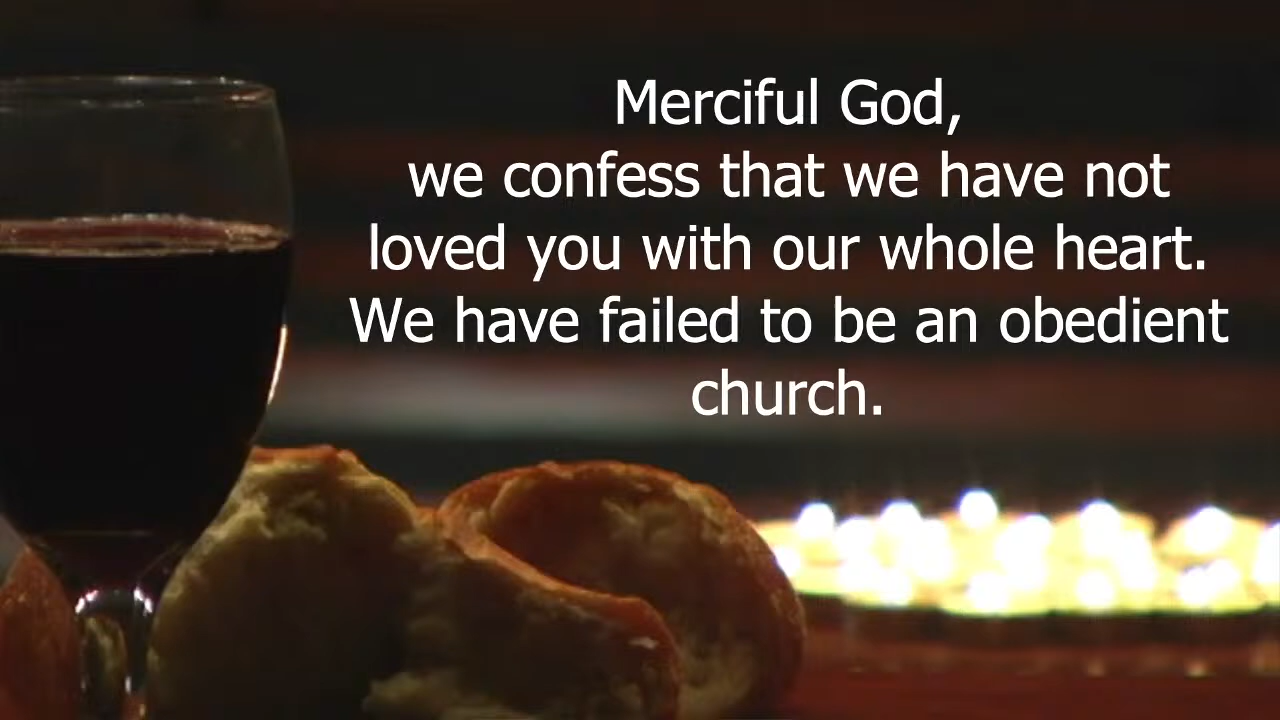 Merciful God,
we confess that we have not
loved you with our whole heart.
We have failed to be an obedient
church.